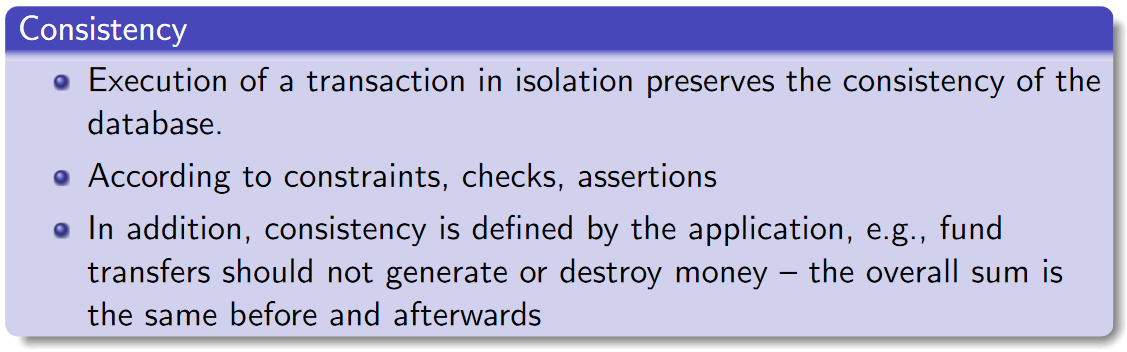 Consistency
Execution of a transaction in isolation preserves the consistency of the
database.
According to constraints, checks, assertions
In addition, consistency is defined by the application, e.g., fund
transfers should not generate or destroy money – the overall sum is
the same before and afterwards